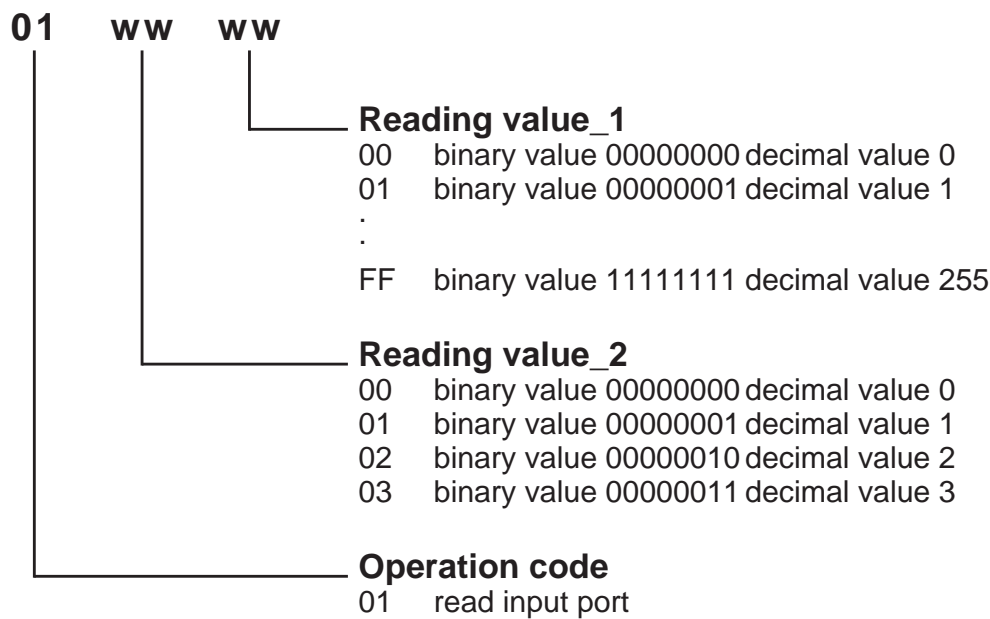 01 ww ww
Reading value_1
00 binary value 00000000 decimal value 0
01 binary value 00000001 decimal value 1
.
.
FF binary value 11111111 decimal value 255
Reading value_2
00 binary value 00000000 decimal value 0
01 binary value 00000001 decimal value 1
02 binary value 00000010 decimal value 2
03 binary value 00000011 decimal value 3
Operation code
01 read input port